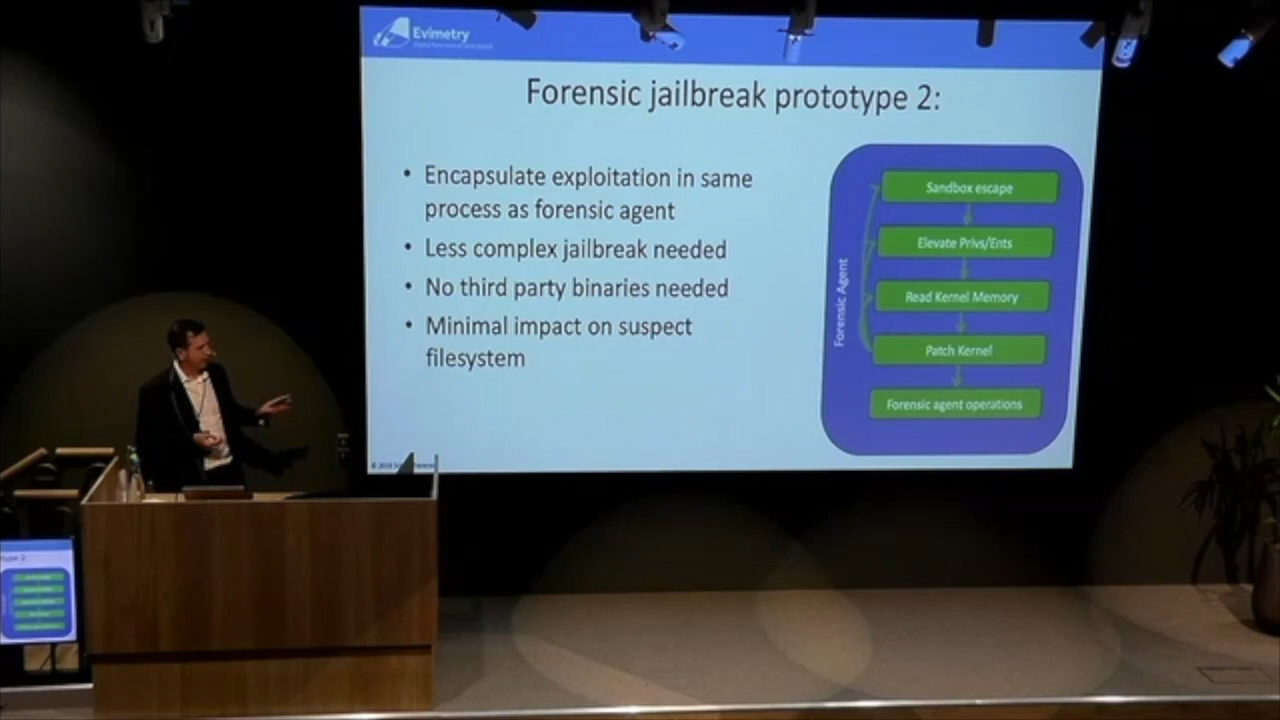 Evimetry
Forensic jailbreak prototype 2:
• Encapsulate exploitation in same
process as forensic agent
• Less complex jailbreak needed
• No third party binaries needed
• Minimal impact on suspect
filesystem
Forensic Agent
Sandbox escape
Elevate Privs/Ents
Read Kernel Memory
Patch Kernel
Forensic agent operations